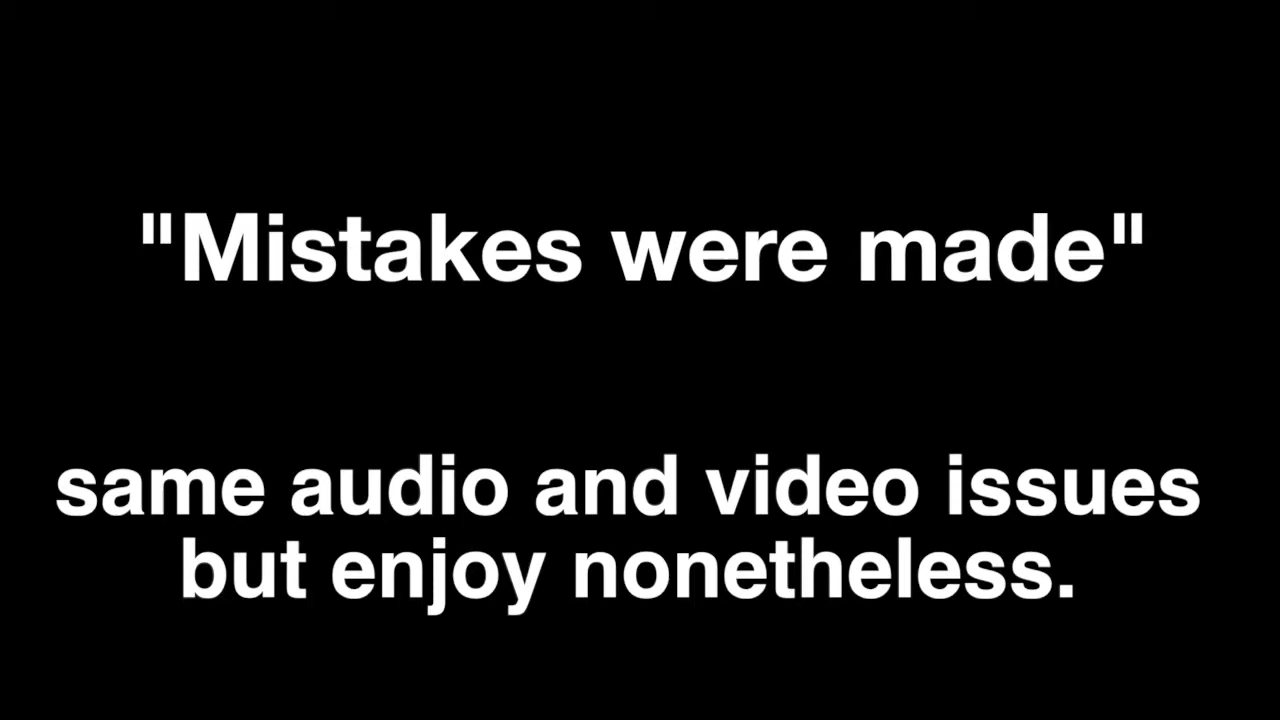 "Mistakes were made"
same audio and video issues
but enjoy nonetheless.